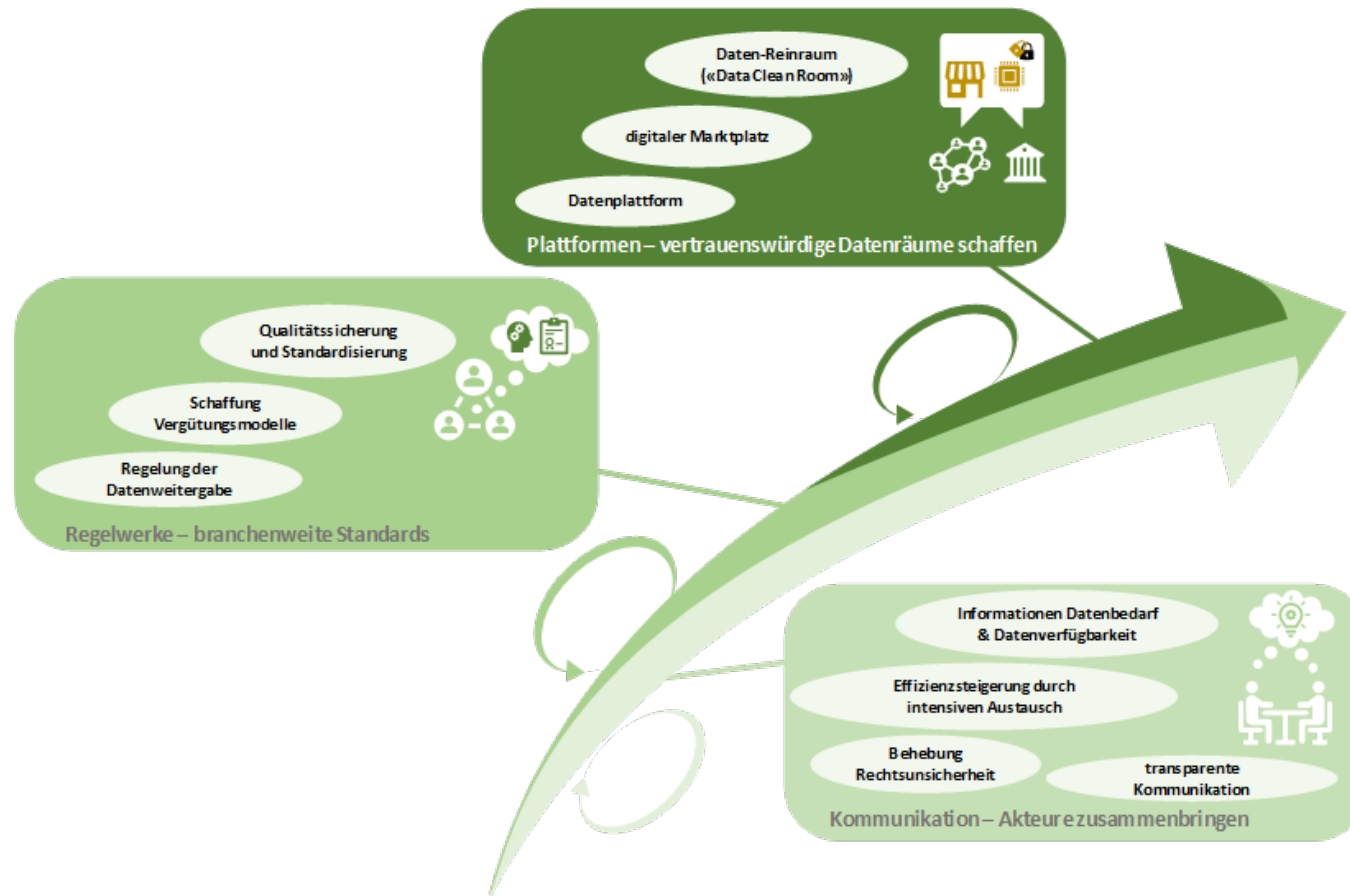 Daten-Reinraum
(«Data Clean Room»)
digitaler Marktplatz
Datenplattform
Plattformen – vertrauenswürdige Datenräume schaffen
Qualitätssicherung
und Standardisierung
Schaffung
Vergütungsmodelle
Regelung der
Datenweitergabe
Regelwerke – branchenweite Standards
Informationen Datenbedarf
& Datenverfügbarkeit
Effizienzsteigerung durch
intensiven Austausch
Behebung
Rechtsunsicherheit
transparente
Kommunikation
Kommunikation – Akteure zusammenbringen